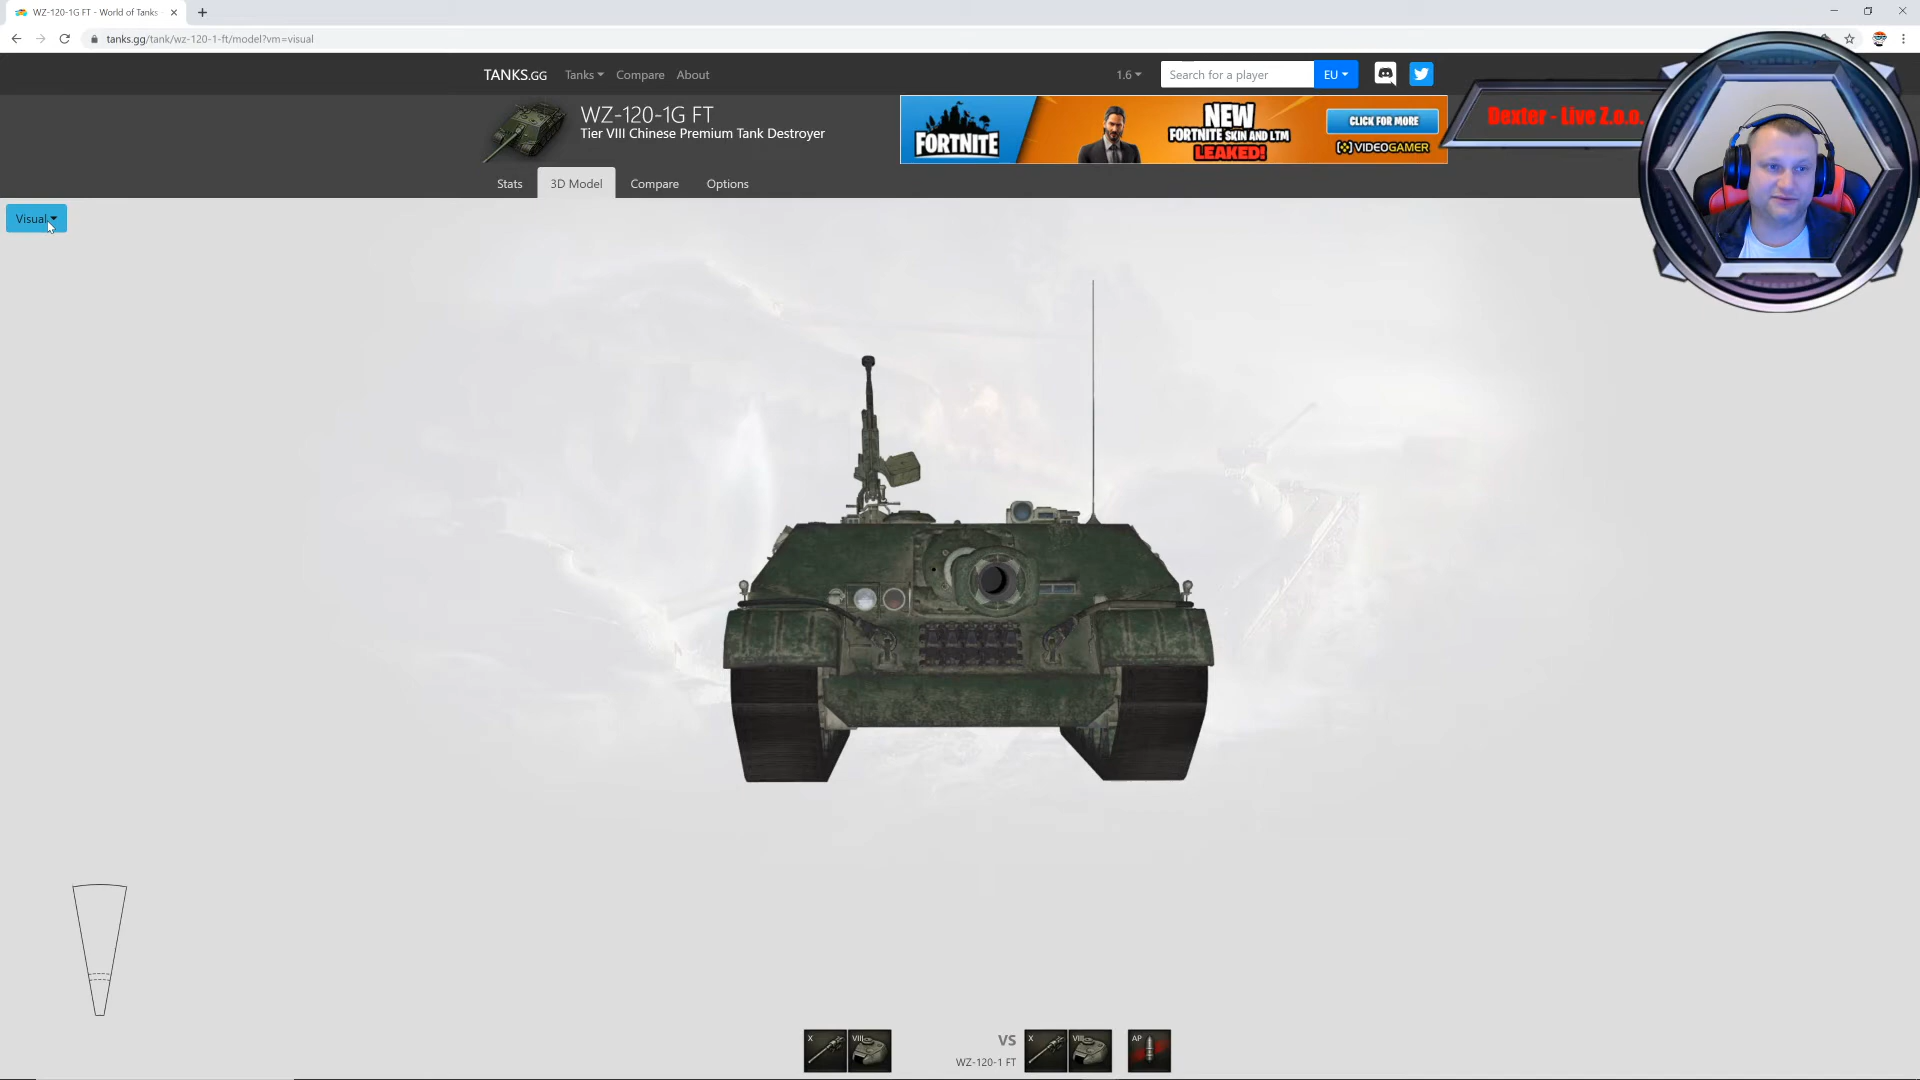 WZ-120-1G FT - World of Tanks
tanks.gg/tank/wz-120-1-ft/model?vm=visual
TANKS.GG
Tanks
Compare
About
1.6
Search for a player
EU
WZ-120-1G FT
Tier VIII Chinese Premium Tank Destroyer
FORTNITE
NEW
FORTNITE SKIN AND LTM
LEAKED!
CLICK FOR MORE
VIDEOGAMER
Dexter - Live Z.o.o.
Stats
3D Model
Compare
Options
Visual
X
VIII
VS
WZ-120-1 FT
X
VIII
AP